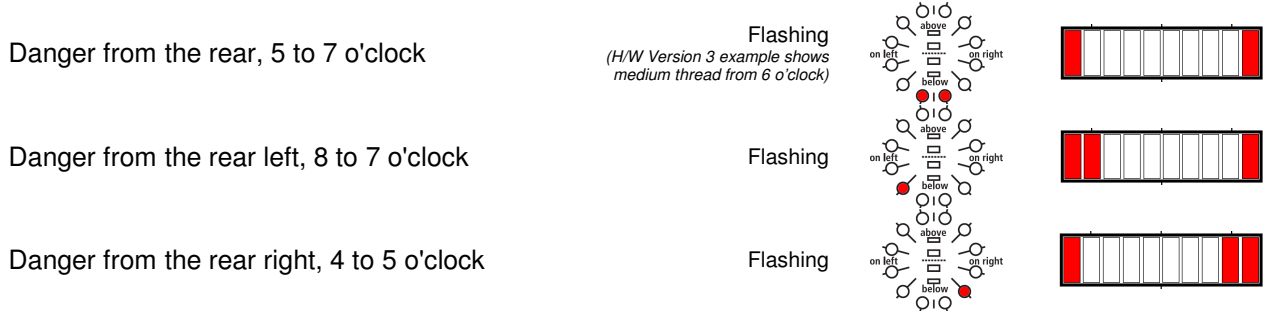 Danger from the rear, 5 to 7 o'clock
Flashing
(H/W Version 3 example shows
medium thread from 6 o'clock)
above
on left
on right
below
Danger from the rear left, 8 to 7 o'clock
Flashing
above
on left
on right
below
Danger from the rear right, 4 to 5 o'clock
Flashing
above
on left
on right
below